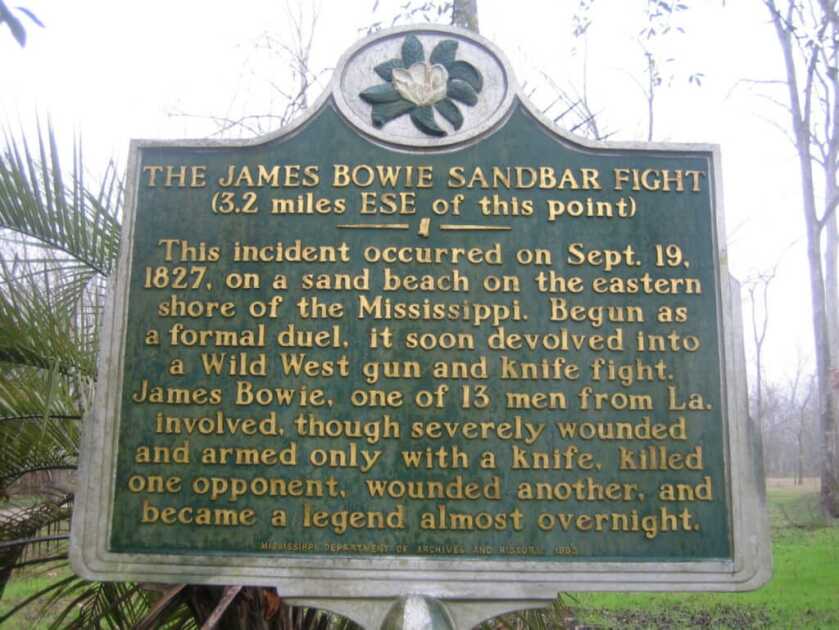 THE JAMES BOWIE SANDBAR FIGHT
(3.2 miles ESE of this point)
This incident occurred on Sept. 19,
1827, on a sand beach on the eastern
shore of the Mississippi. Begun as
a formal duel, it soon devolved into
a Wild West gun and knife fight.
James Bowie, one of 13 men from La.
involved, though severely wounded
and armed only with a knife, killed
one opponent, wounded another, and
became a legend almost overnight.
MISSISSIPPI DEPARTMENT OF ARCHIVES AND HISTORY